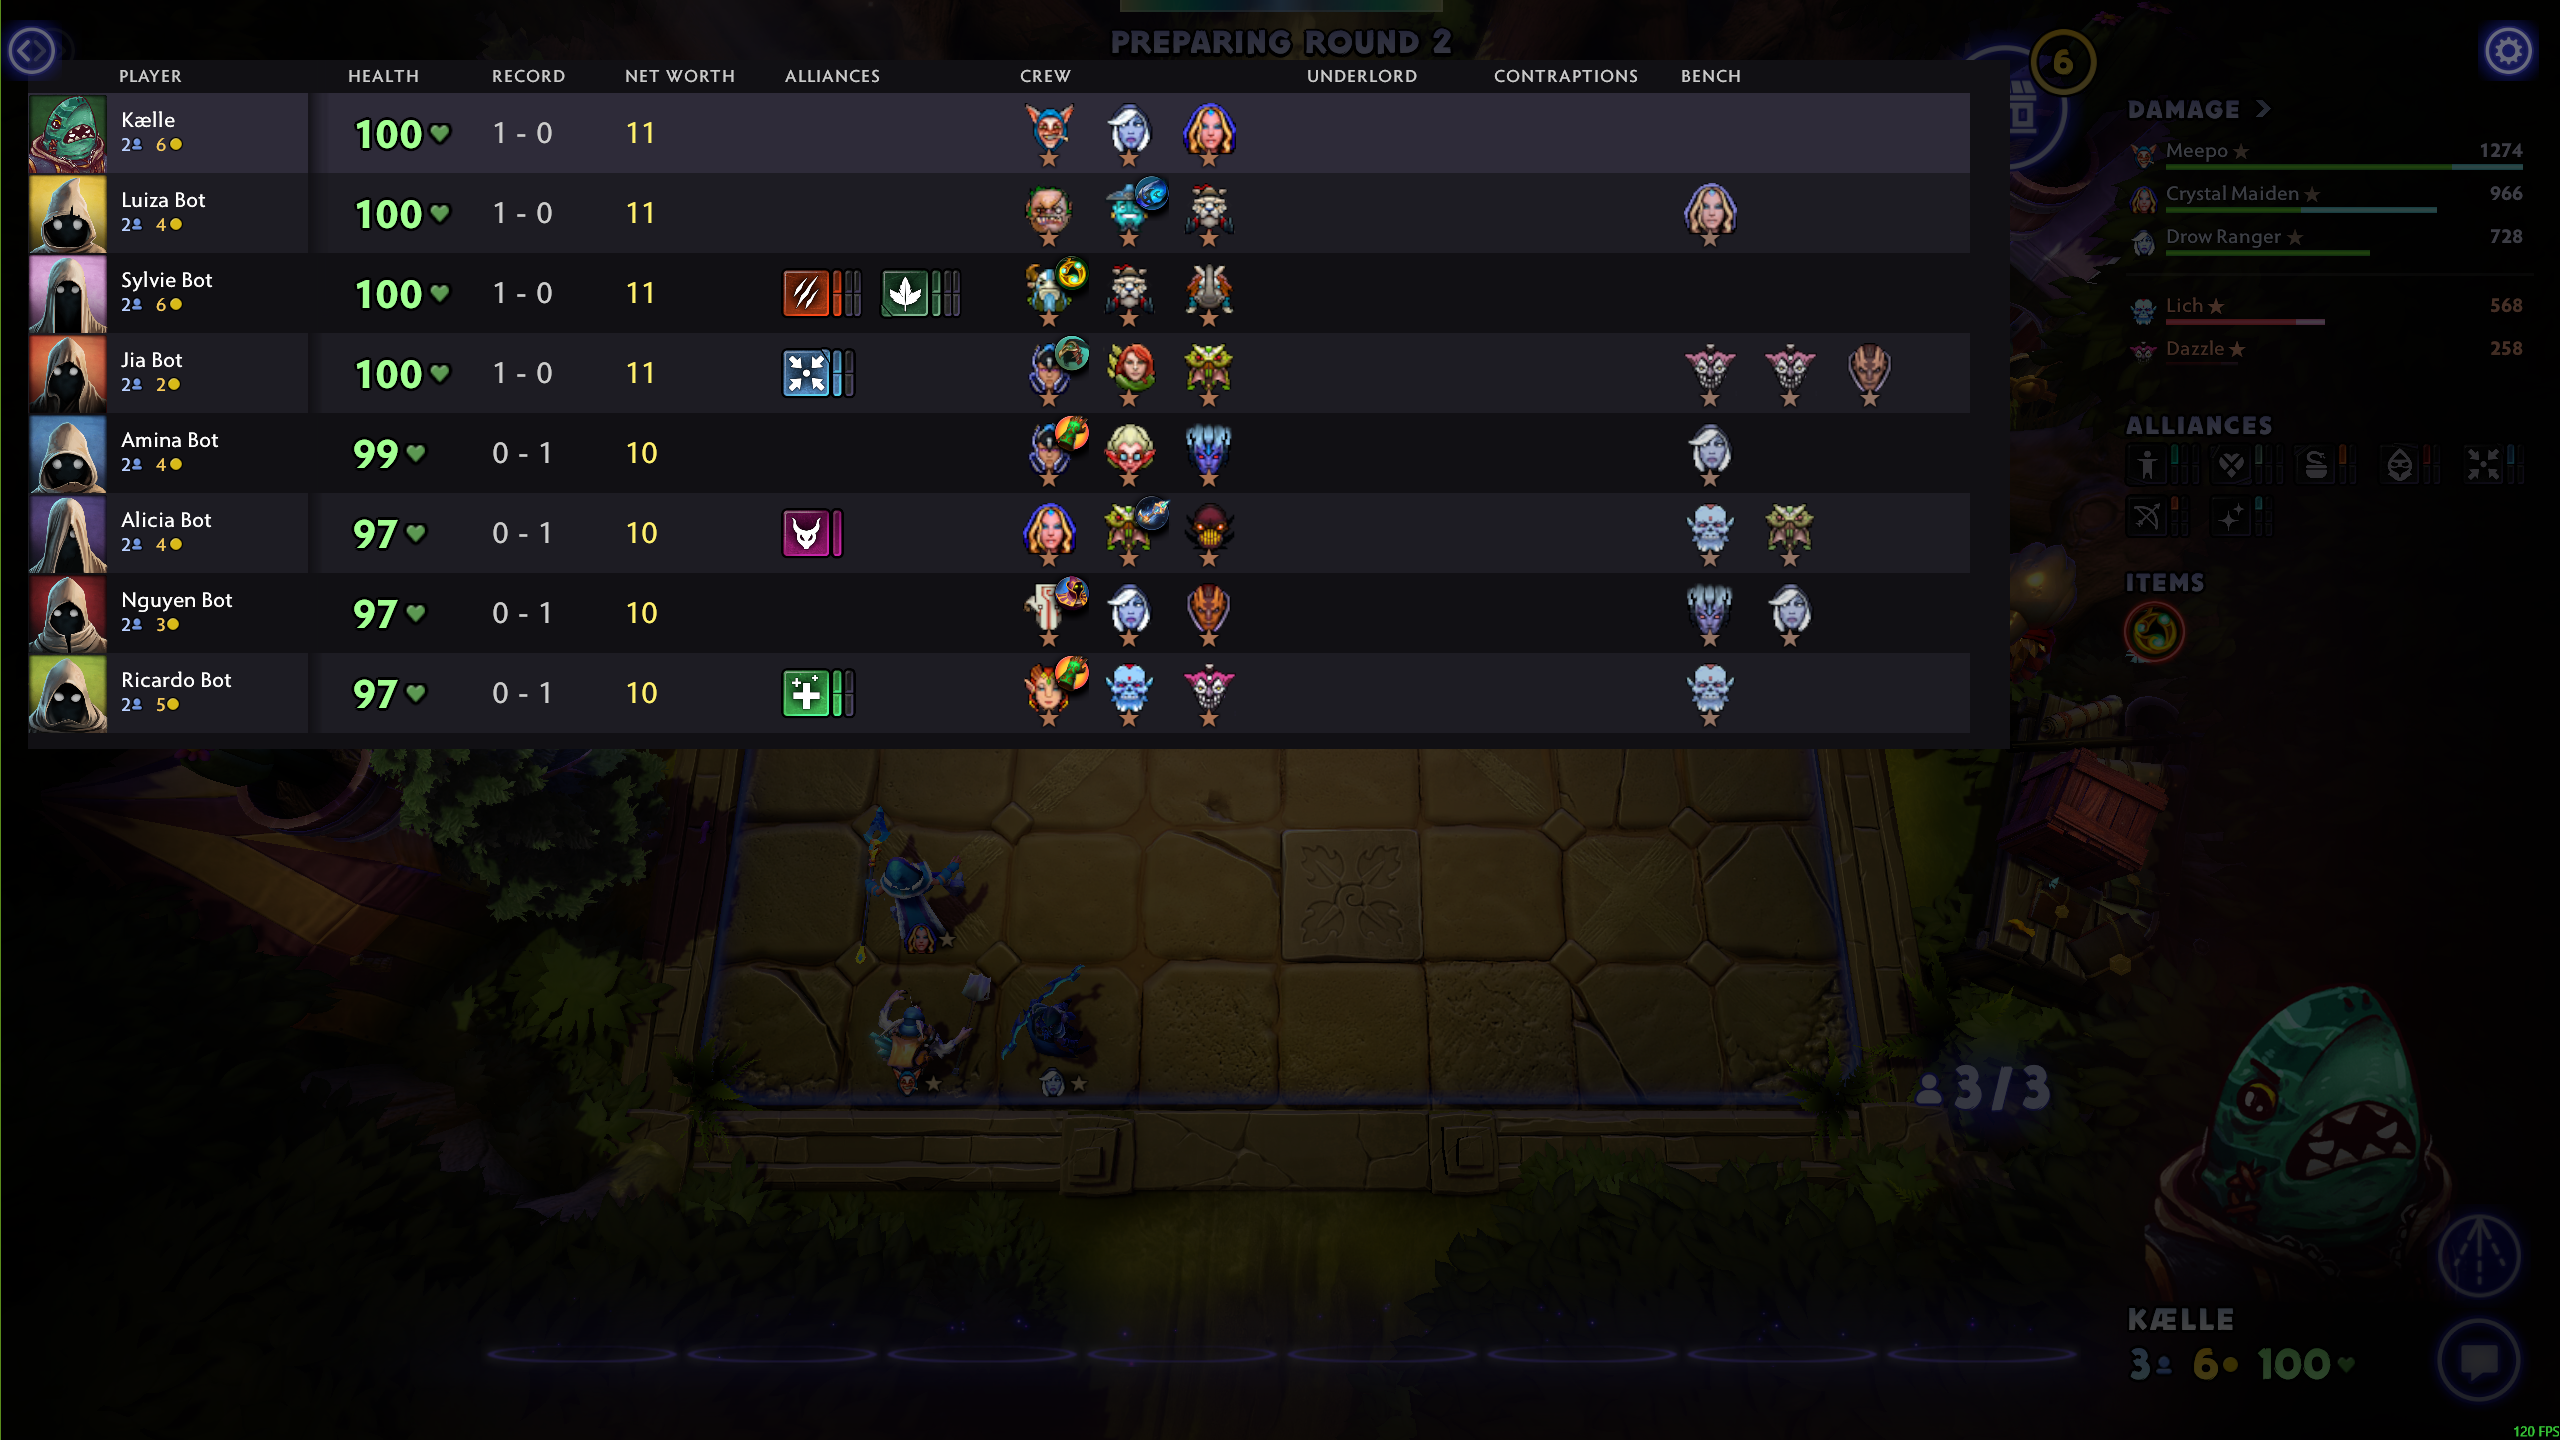 PREPARING ROUND 2
6
PLAYER HEALTH RECORD NET WORTH ALLIANCES CREW UNDERLORD CONTRAPTIONS BENCH
Kælle
2 6
100 1 - 0 11
Luiza Bot
2 4
100 1 - 0 11
Sylvie Bot
2 6
100 1 - 0 11
Jia Bot
2 2
100 1 - 0 11
Amina Bot
2 4
99 0 - 1 10
Alicia Bot
2 4
97 0 - 1 10
Nguyen Bot
2 3
97 0 - 1 10
Ricardo Bot
2 5
97 0 - 1 10
DAMAGE
Meepo 1274
Crystal Maiden 966
Drow Ranger 728
Lich 568
Dazzle 258
ALLIANCES
ITEMS
3/3
KÆLLE
3 6 100
120 FPS